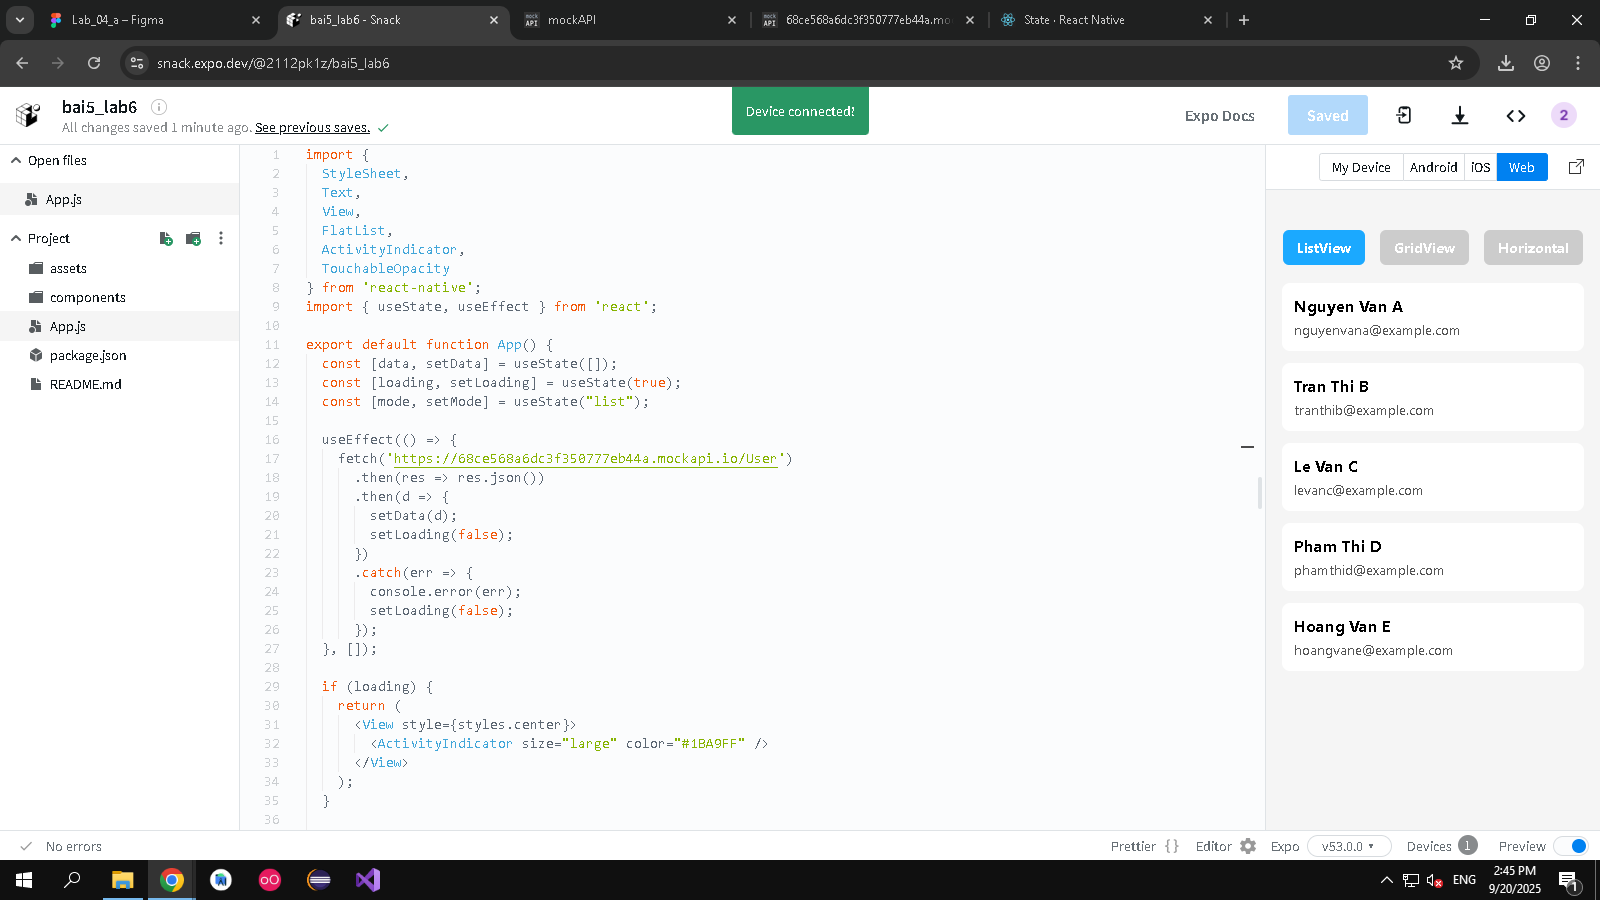 Lab_04_a – Figma
bai5_lab6 - Snack
mockAPI
68ce568a6dc3f350777eb44a.mo
State · React Native
snack.expo.dev/@2112pk1z/bai5_lab6
bai5_lab6
All changes saved 1 minute ago. See previous saves.
Device connected!
Expo Docs
Saved
2
Open files
App.js
Project
assets
components
App.js
package.json
README.md
1 import {
2 StyleSheet,
3 Text,
4 View,
5 FlatList,
6 ActivityIndicator,
7 TouchableOpacity
8 } from 'react-native';
9 import { useState, useEffect } from 'react';
10
11 export default function App() {
12 const [data, setData] = useState([]);
13 const [loading, setLoading] = useState(true);
14 const [mode, setMode] = useState("list");
15
16 useEffect(() => {
17 fetch('https://68ce568a6dc3f350777eb44a.mockapi.io/User')
18 .then(res => res.json())
19 .then(d => {
20 setData(d);
21 setLoading(false);
22 })
23 .catch(err => {
24 console.error(err);
25 setLoading(false);
26 });
27 }, []);
28
29 if (loading) {
30 return (
31 <View style={styles.center}>
32 <ActivityIndicator size="large" color="#1BA9FF" />
33 </View>
34 );
35 }
36
My Device Android iOS Web
ListView GridView Horizontal
Nguyen Van A
nguyenvana@example.com
Tran Thi B
tranthib@example.com
Le Van C
levanc@example.com
Pham Thi D
phamthid@example.com
Hoang Van E
hoangvane@example.com
No errors
Prettier {} Editor Expo v53.0.0 Devices 1 Preview
ENG
2:45 PM
9/20/2025
1